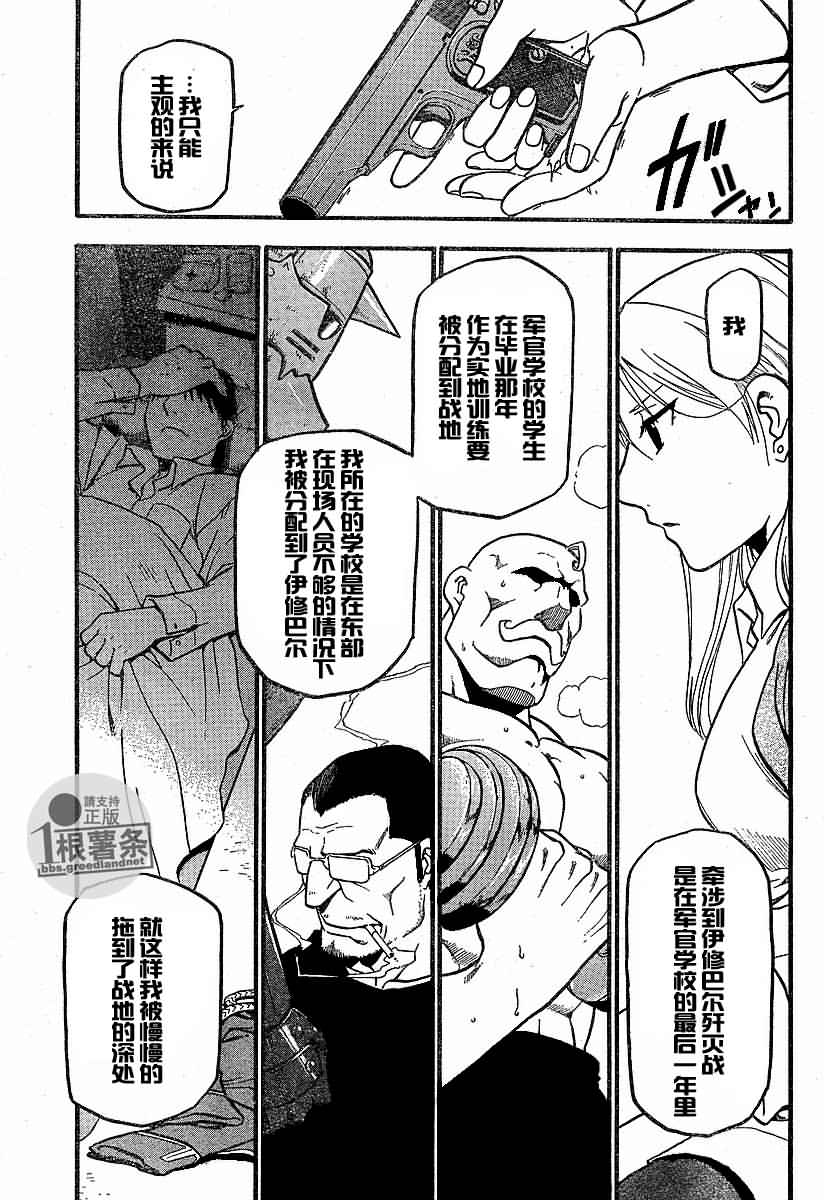 …我只能
主观的来说
ガ
シャン
我
牵涉到伊修巴尔歼灭战
是在军官学校的最后一年里
军官学校的学生
在毕业那年
作为实地训练要
被分配到战地
我所在的学校是在东部
在现场人员不够的情况下
我被分配到了伊修巴尔
就这样我被慢慢的
拖到了战地的深处
請支持
正版
1根薯条
bbs.greedland.net